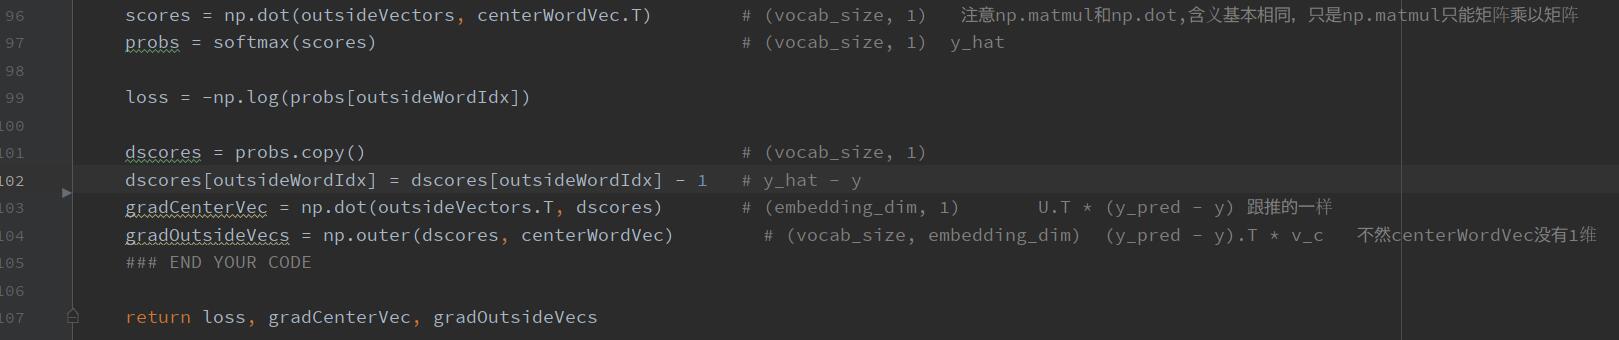 96 scores = np.dot(outsideVectors, centerWordVec.T) # (vocab_size, 1) 注意np.matmul和np.dot,含义基本相同，只是np.matmul只能矩阵乘以矩阵
97 probs = softmax(scores) # (vocab_size, 1) y_hat
98
99 loss = -np.log(probs[outsideWordIdx])
100
101 dscores = probs.copy() # (vocab_size, 1)
102 dscores[outsideWordIdx] = dscores[outsideWordIdx] - 1 # y_hat - y
103 gradCenterVec = np.dot(outsideVectors.T, dscores) # (embedding_dim, 1) U.T * (y_pred - y) 跟推的一样
104 gradOutsideVecs = np.outer(dscores, centerWordVec) # (vocab_size, embedding_dim) (y_pred - y).T * v_c 不然centerWordVec没有1维
105 ### END YOUR CODE
106
107 return loss, gradCenterVec, gradOutsideVecs